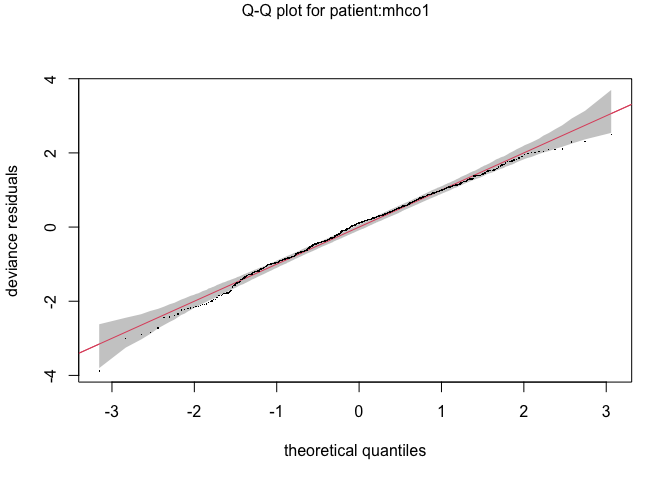 Q-Q plot for patient:mhco1
4
2
0
-2
-4
deviance residuals
-3 -2 -1 0 1 2 3
theoretical quantiles